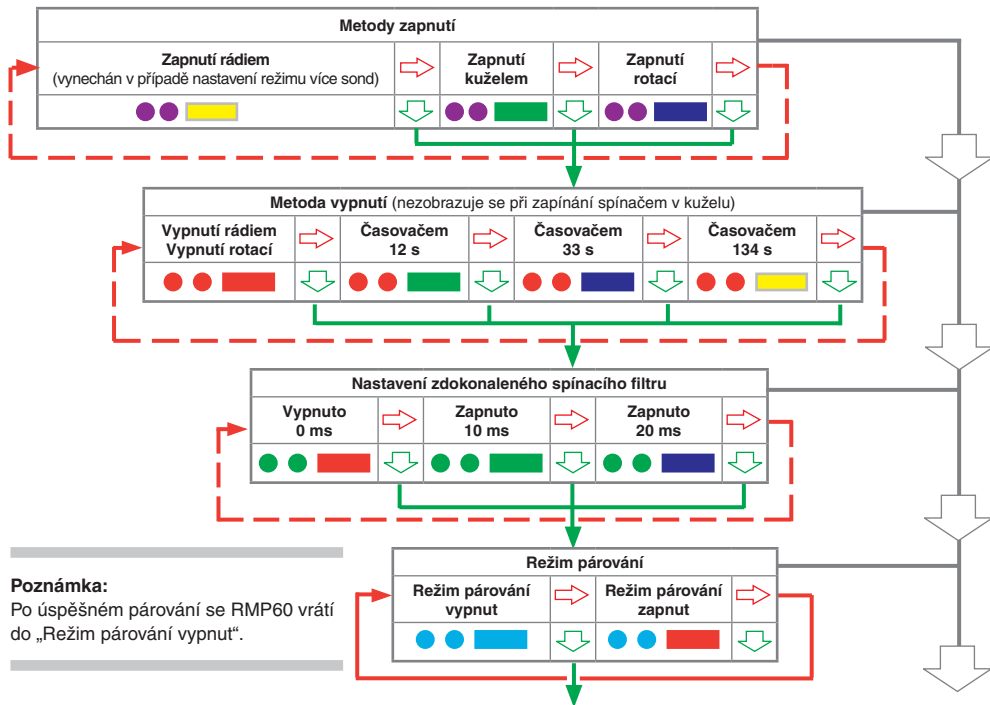 Metody zapnutí
Zapnutí rádiem
(vynechán v případě nastavení režimu více sond)
Zapnutí
kuželem
Zapnutí
rotací
Metoda vypnutí (nezobrazuje se při zapínání spínačem v kuželu)
Vypnutí rádiem
Vypnutí rotací
Časovačem
12 s
Časovačem
33 s
Časovačem
134 s
Nastavení zdokonaleného spínacího filtru
Vypnuto
0 ms
Zapnuto
10 ms
Zapnuto
20 ms
Režim párování
Režim párování
vypnut
Režim párování
zapnut
Poznámka:
Po úspěšném párování se RMP60 vrátí
do „Režim párování vypnut“.